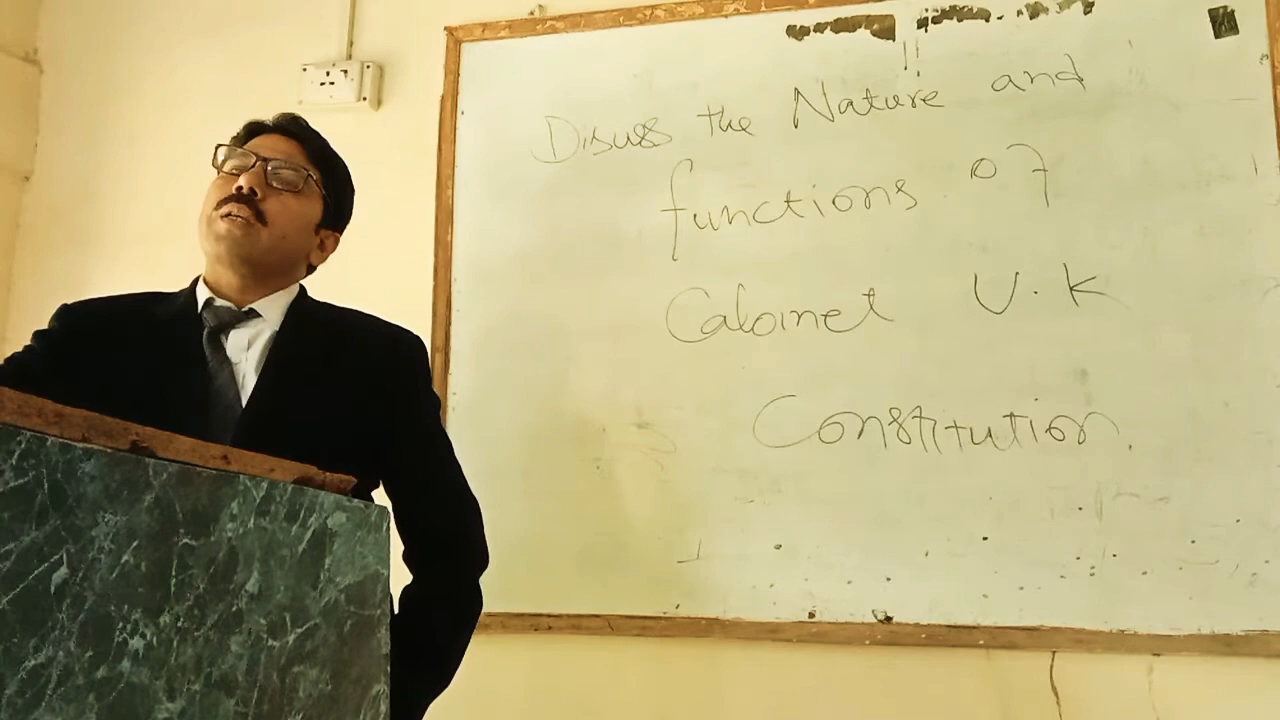 Discuss the Nature and
functions of
Cabinet U.K
Constitution.